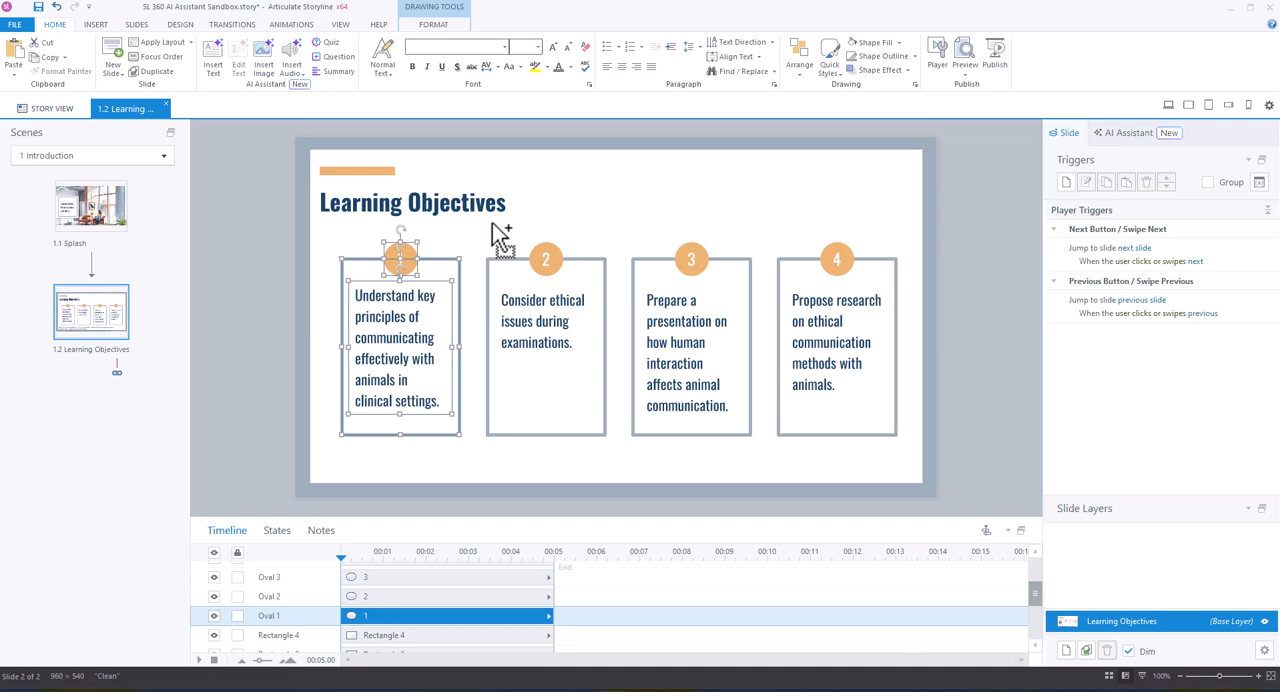 SL 360 AI Assistant Sandbox.story* - Articulate Storyline x64
DRAWING TOOLS
FILE HOME INSERT SLIDES DESIGN TRANSITIONS ANIMATIONS VIEW HELP FORMAT
Paste
Cut
Copy
Format Painter
Clipboard
New Slide
Apply Layout
Focus Order
Duplicate
Slide
Insert Text
Edit Text
Insert Image
Insert Audio
Quiz
Question
Summary
AI Assistant New
Normal Text
B I U S abc AV Aa A
Font
Text Direction
Align Text
Find / Replace
Paragraph
Arrange
Quick Styles
Shape Fill
Shape Outline
Shape Effect
Drawing
Player
Preview
Publish
Publish
STORY VIEW
1.2 Learning ...
Scenes
1 Introduction
1.1 Splash
1.2 Learning Objectives
Learning Objectives
Understand key
principles of
communicating
effectively with
animals in
clinical settings.
2
Consider ethical
issues during
examinations.
3
Prepare a
presentation on
how human
interaction
affects animal
communication.
4
Propose research
on ethical
communication
methods with
animals.
Slide
AI Assistant New
Triggers
Group
Player Triggers
Next Button / Swipe Next
Jump to slide next slide
When the user clicks or swipes next
Previous Button / Swipe Previous
Jump to slide previous slide
When the user clicks or swipes previous
Slide Layers
Learning Objectives (Base Layer)
Dim
Timeline States Notes
00:01 00:02 00:03 00:04 00:05 00:06 00:07 00:08 00:09 00:10 00:11 00:12 00:13 00:14 00:15
End
Oval 3 3
Oval 2 2
Oval 1 1
Rectangle 4 Rectangle 4
00:05.00
Slide 2 of 2 960 × 540 "Clean"
100%